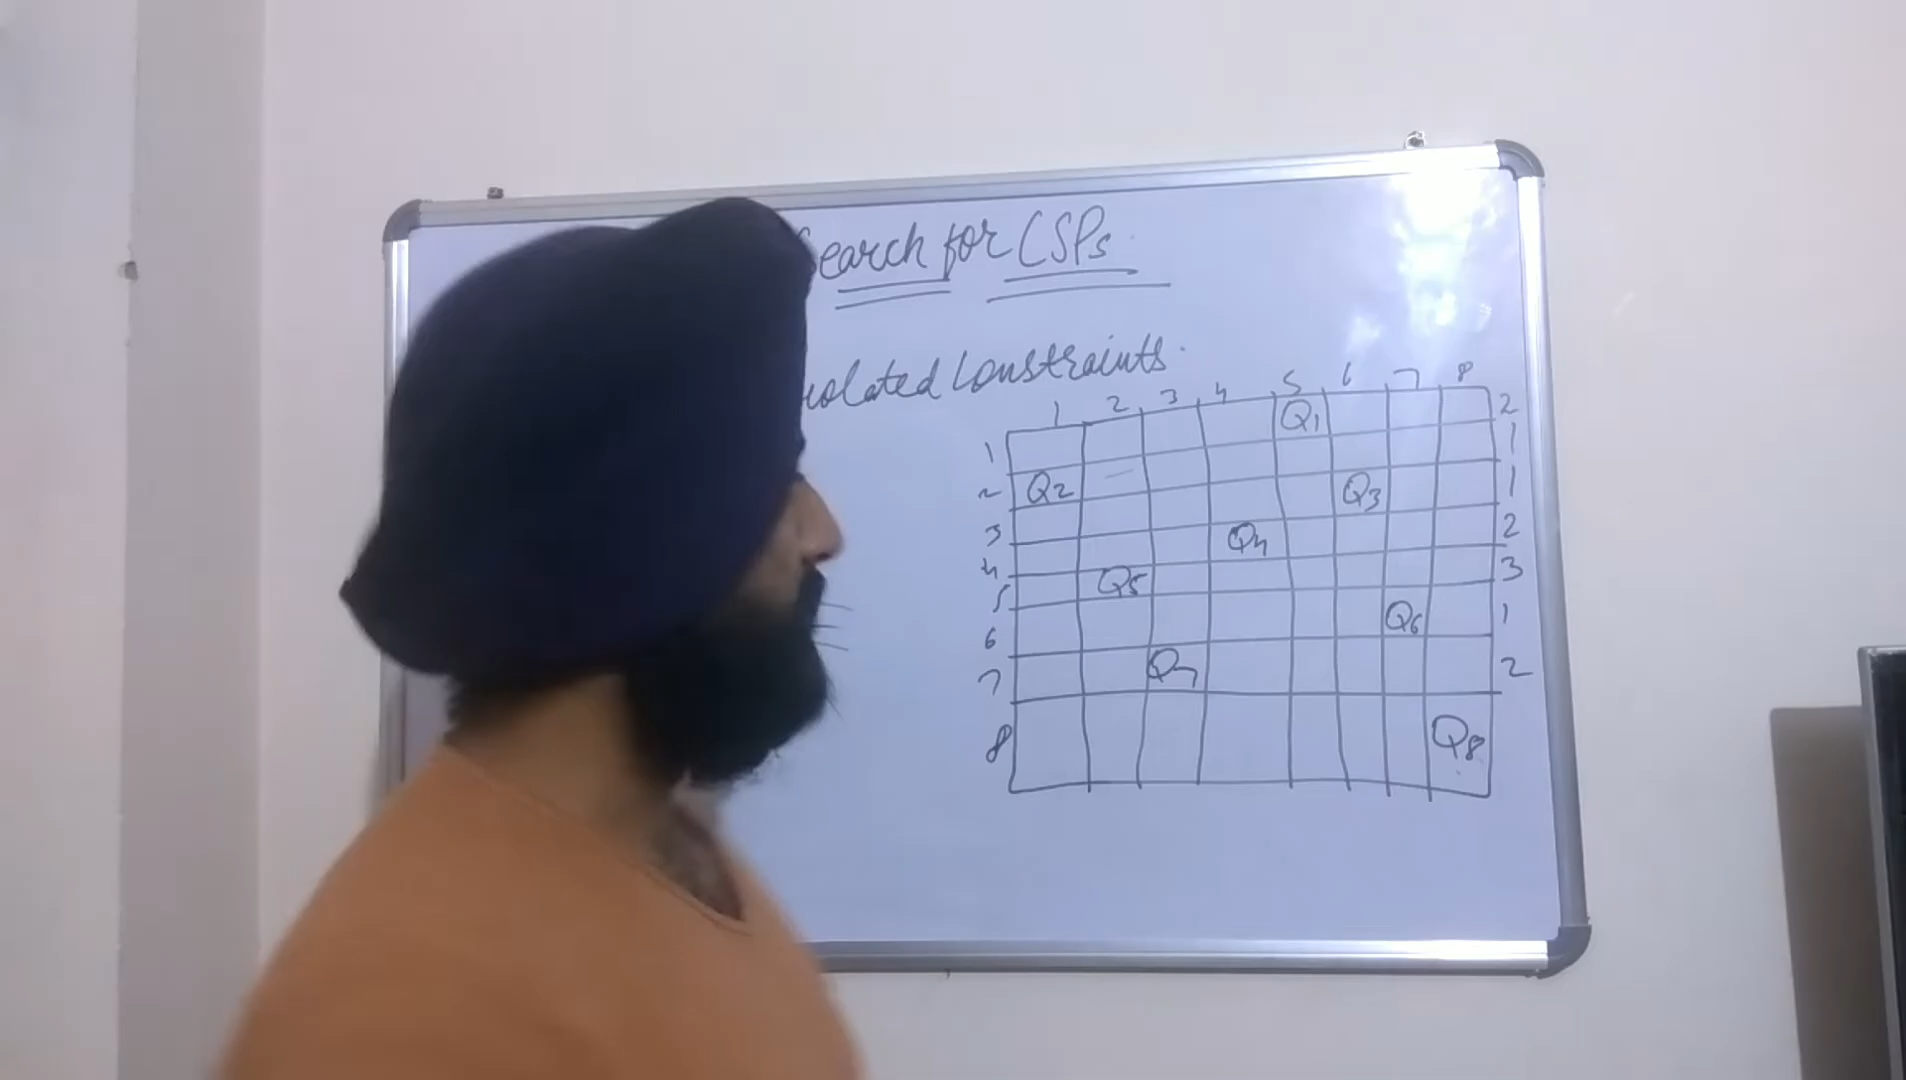 Search for CSPs
olated Constraints.
1 2 3 4 5 6 7 8
Q1 2
1 1
2 Q2 Q3 1
3 Q4 2
4 Q5 3
5 Q6 1
6
7 Q7 2
8 Q8